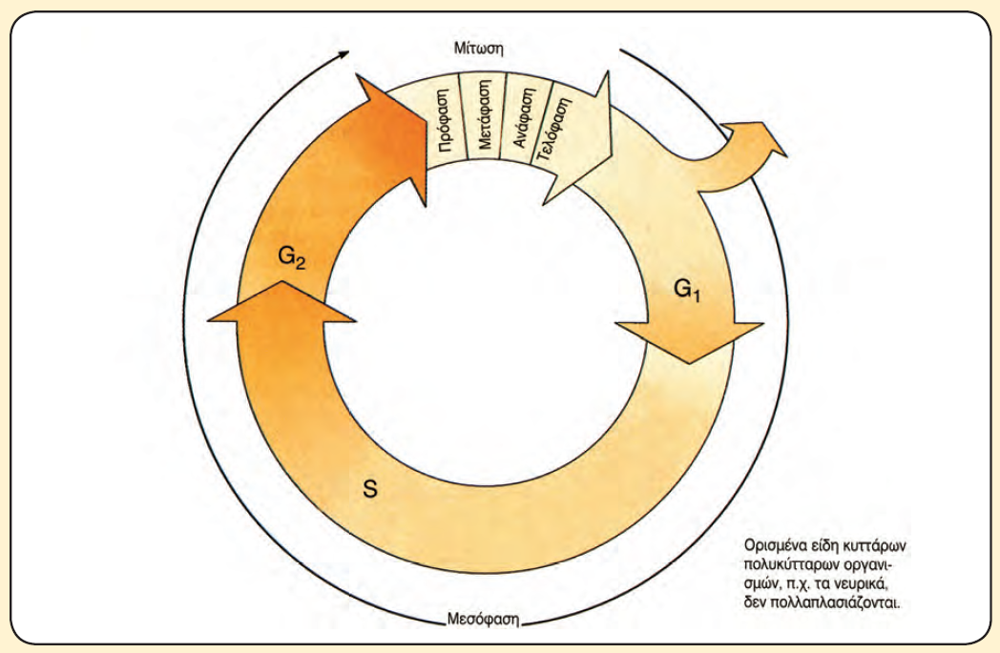 Μίτωση
Πρόφαση
Μετάφαση
Ανάφαση
Τελόφαση
G₂
G₁
S
Ορισμένα είδη κυττάρων
πολυκύτταρων οργανι-
σμών, π.χ. τα νευρικά,
δεν πολλαπλασιάζονται.
Μεσόφαση